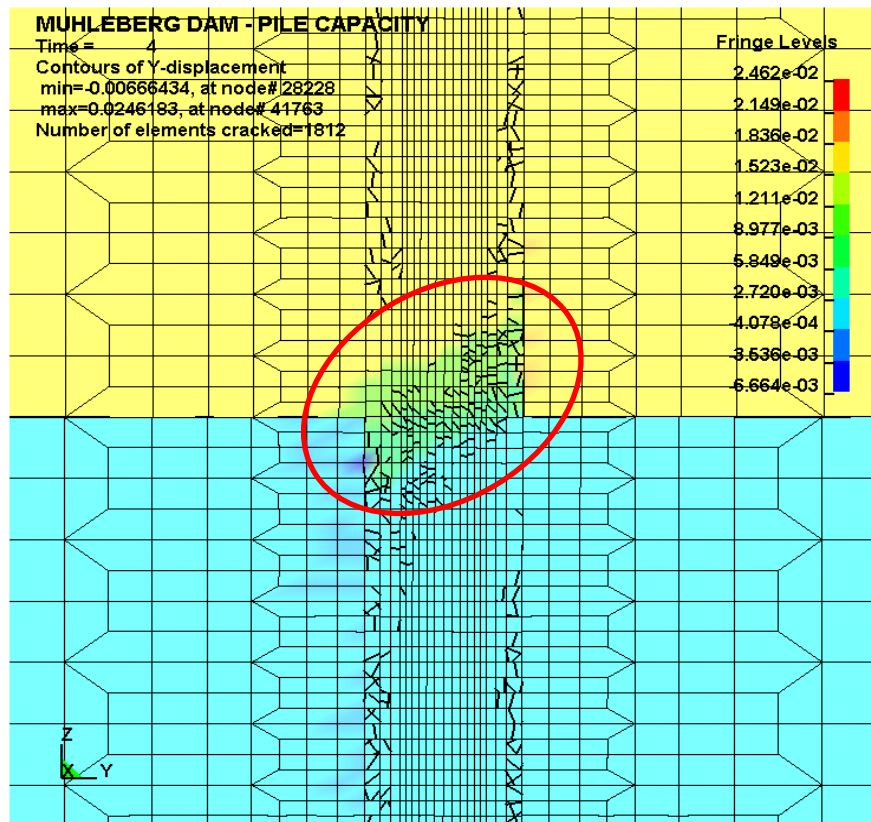 MUHLEBERG DAM - PILE CAPACITY
Time = 4
Contours of Y-displacement
min=-0.00666434, at node# 28228
max=0.0246183, at node# 41763
Number of elements cracked=1812
Fringe Levels
2.462e-02
2.149e-02
1.836e-02
1.523e-02
1.211e-02
8.977e-03
5.849e-03
2.720e-03
-4.078e-04
-3.536e-03
-6.664e-03
Z
X Y